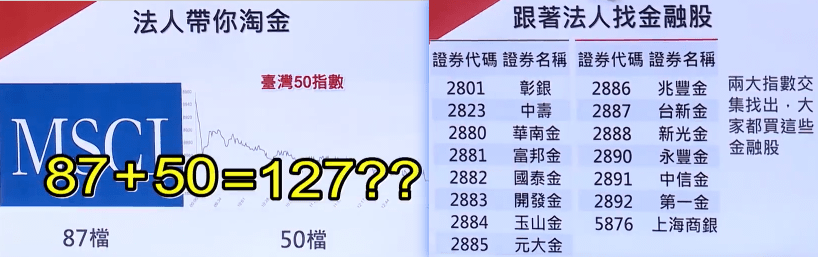 法人帶你淘金
臺灣50指數
MSCI
87+50=127??
87檔
50檔
跟著法人找金融股
證券代碼 證券名稱 證券代碼 證券名稱
2801 彰銀 2886 兆豐金
2823 中壽 2887 台新金
2880 華南金 2888 新光金
2881 富邦金 2890 永豐金
2882 國泰金 2891 中信金
2883 開發金 2892 第一金
2884 玉山金 5876 上海商銀
2885 元大金
兩大指數交
集找出，大
家都買這些
金融股